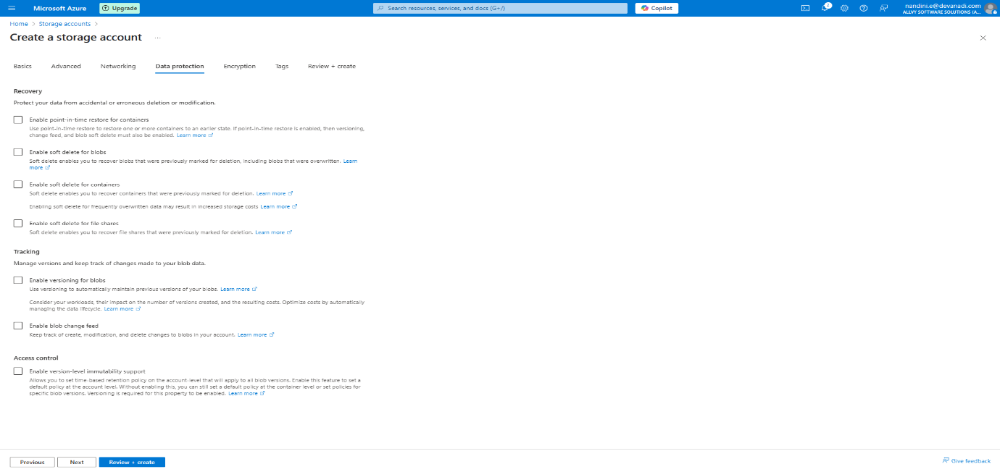 Microsoft Azure
Upgrade
Search resources, services, and docs (G+/)
Copilot
2
nandini.e@devanadi.com
ALLVY SOFTWARE SOLUTIONS (A...
Home > Storage accounts >
Create a storage account ...
Basics Advanced Networking Data protection Encryption Tags Review + create
Recovery
Protect your data from accidental or erroneous deletion or modification.
Enable point-in-time restore for containers
Use point-in-time restore to restore one or more containers to an earlier state. If point-in-time restore is enabled, then versioning,
change feed, and blob soft delete must also be enabled. Learn more
Enable soft delete for blobs
Soft delete enables you to recover blobs that were previously marked for deletion, including blobs that were overwritten. Learn
more
Enable soft delete for containers
Soft delete enables you to recover containers that were previously marked for deletion. Learn more
Enabling soft delete for frequently overwritten data may result in increased storage costs Learn more
Enable soft delete for file shares
Soft delete enables you to recover file shares that were previously marked for deletion. Learn more
Tracking
Manage versions and keep track of changes made to your blob data.
Enable versioning for blobs
Use versioning to automatically maintain previous versions of your blobs. Learn more
Consider your workloads, their impact on the number of versions created, and the resulting costs. Optimize costs by automatically
managing the data lifecycle. Learn more
Enable blob change feed
Keep track of create, modification, and delete changes to blobs in your account. Learn more
Access control
Enable version-level immutability support
Allows you to set time-based retention policy on the account-level that will apply to all blob versions. Enable this feature to set a
default policy at the account level. Without enabling this, you can still set a default policy at the container level or set policies for
specific blob versions. Versioning is required for this property to be enabled. Learn more
Previous Next Review + create
Give feedback